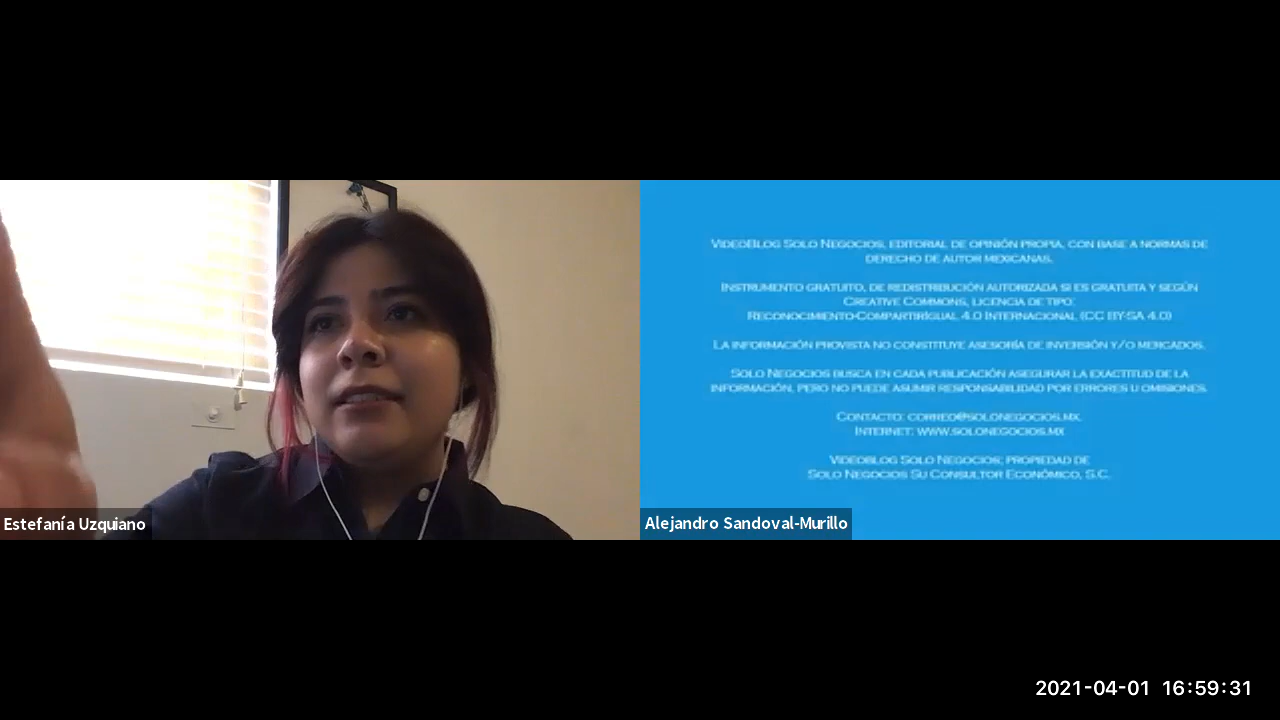 VideoBlog Solo Negocios, editorial de opinión propia, con base a normas de
derecho de autor mexicanas.
Instrumento gratuito, de redistribución autorizada si es gratuita y según
Creative Commons, licencia de tipo:
Reconocimiento-CompartirIgual 4.0 Internacional (CC BY-SA 4.0)
La información provista no constituye asesoría de inversión y/o mercados.
Solo Negocios busca en cada publicación asegurar la exactitud de la
información, pero no puede asumir responsabilidad por errores u omisiones.
Contacto: correo@solonegocios.mx
Internet: www.solonegocios.mx
Videoblog Solo Negocios; propiedad de
Solo Negocios Su Consultor Económico, S.C.
Estefanía Uzquiano
Alejandro Sandoval-Murillo
2021-04-01 16:59:31